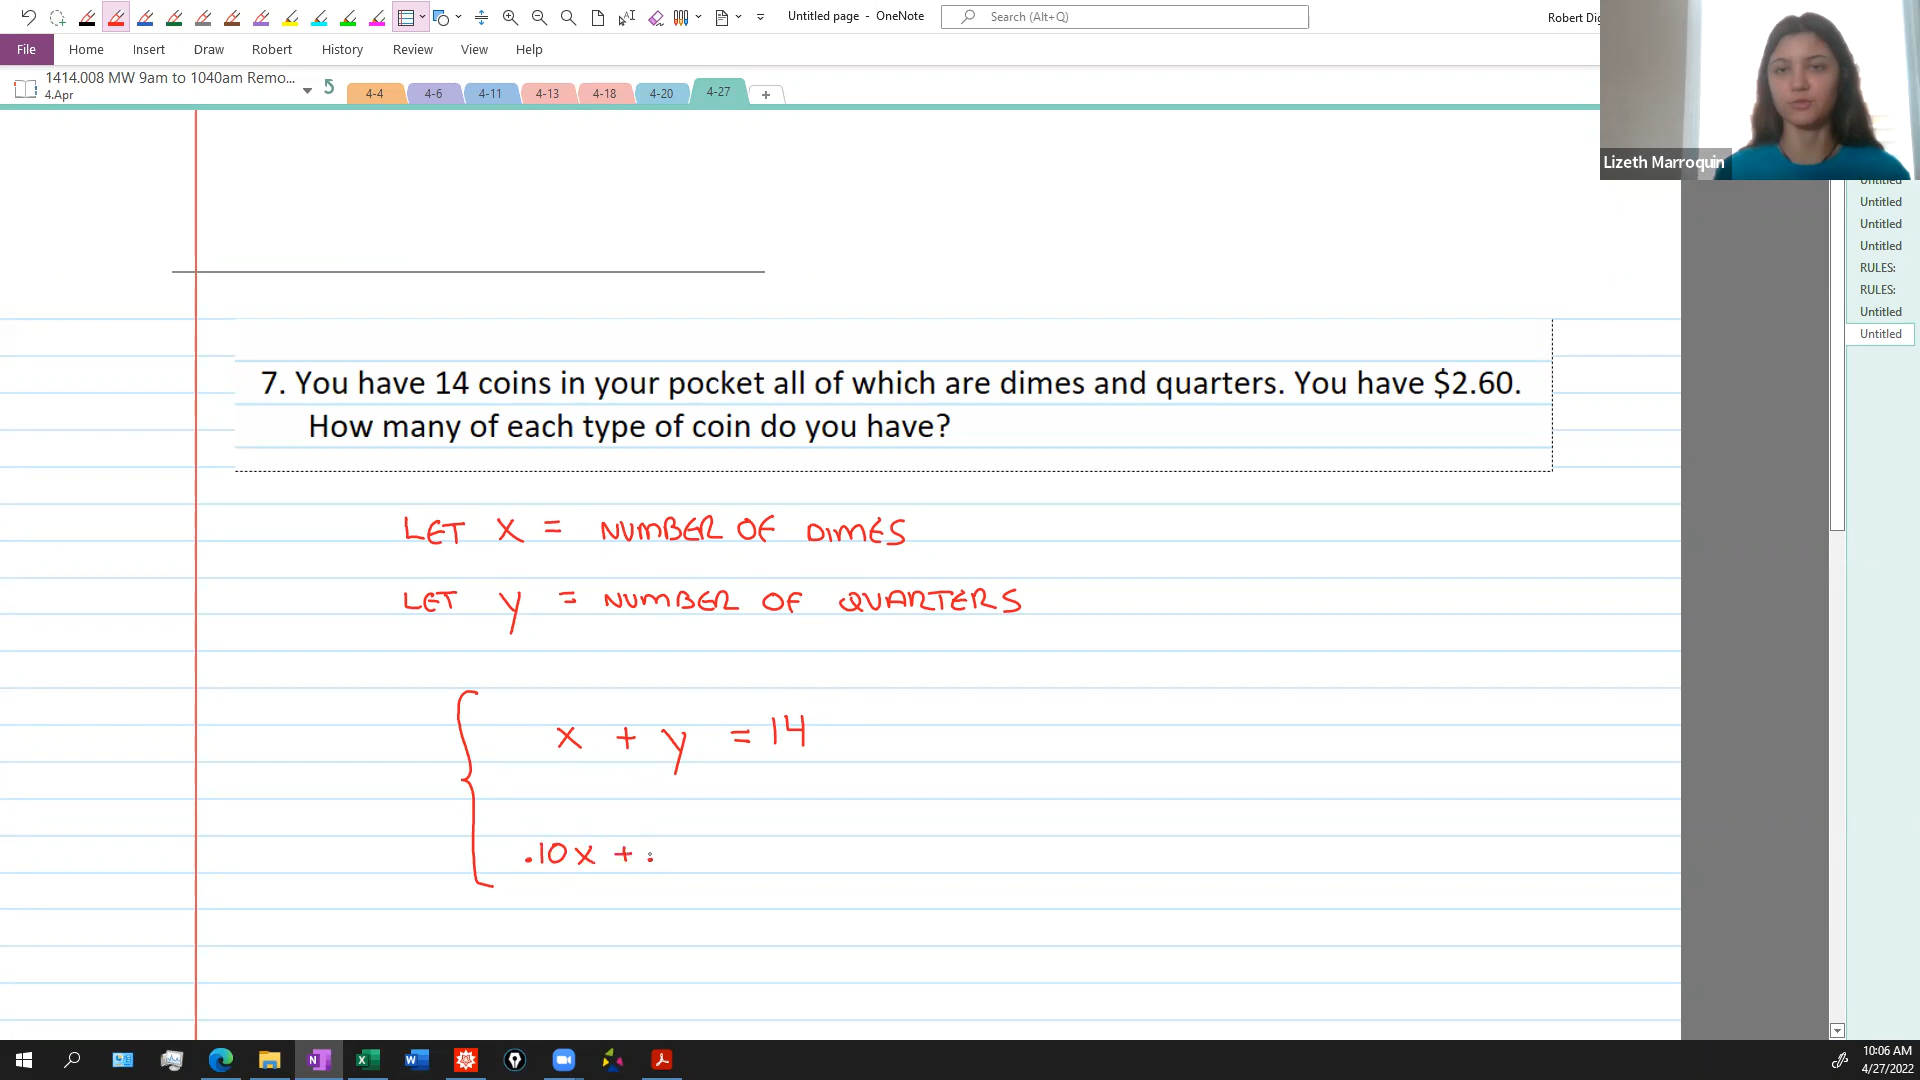 Untitled page - OneNote
Search (Alt+Q)
Robert
File Home Insert Draw Robert History Review View Help
1414.008 MW 9am to 1040am Remo...
4.Apr
4-4 4-6 4-11 4-13 4-18 4-20 4-27
Lizeth Marroquin
Untitled
Untitled
Untitled
Untitled
RULES:
RULES:
Untitled
Untitled
7. You have 14 coins in your pocket all of which are dimes and quarters. You have $2.60.
How many of each type of coin do you have?
LET X = NUMBER OF DIMES
LET y = NUMBER OF QUARTERS
x + y = 14
.10x + .
10:06 AM
4/27/2022